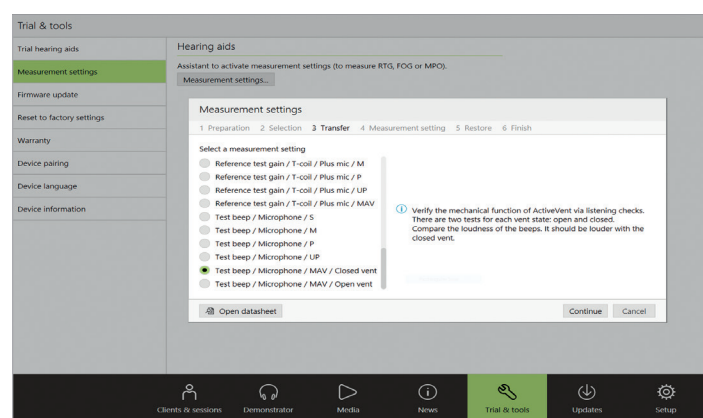 Trial & tools
Trial hearing aids
Measurement settings
Firmware update
Reset to factory settings
Warranty
Device pairing
Device language
Device information
Hearing aids
Assistant to activate measurement settings (to measure RTG, FOG or MPO).
Measurement settings...
Measurement settings
1 Preparation 2 Selection 3 Transfer 4 Measurement setting 5 Restore 6 Finish
Select a measurement setting
Reference test gain / T-coil / Plus mic / M
Reference test gain / T-coil / Plus mic / P
Reference test gain / T-coil / Plus mic / UP
Reference test gain / T-coil / Plus mic / MAV
Test beep / Microphone / S
Test beep / Microphone / M
Test beep / Microphone / P
Test beep / Microphone / UP
Test beep / Microphone / MAV / Closed vent
Test beep / Microphone / MAV / Open vent
Verify the mechanical function of ActiveVent via listening checks.
There are two tests for each vent state: open and closed.
Compare the loudness of the beeps. It should be louder with the
closed vent.
Open datasheet
Continue Cancel
Clients & sessions Demonstrator Media News Trial & tools Updates Setup